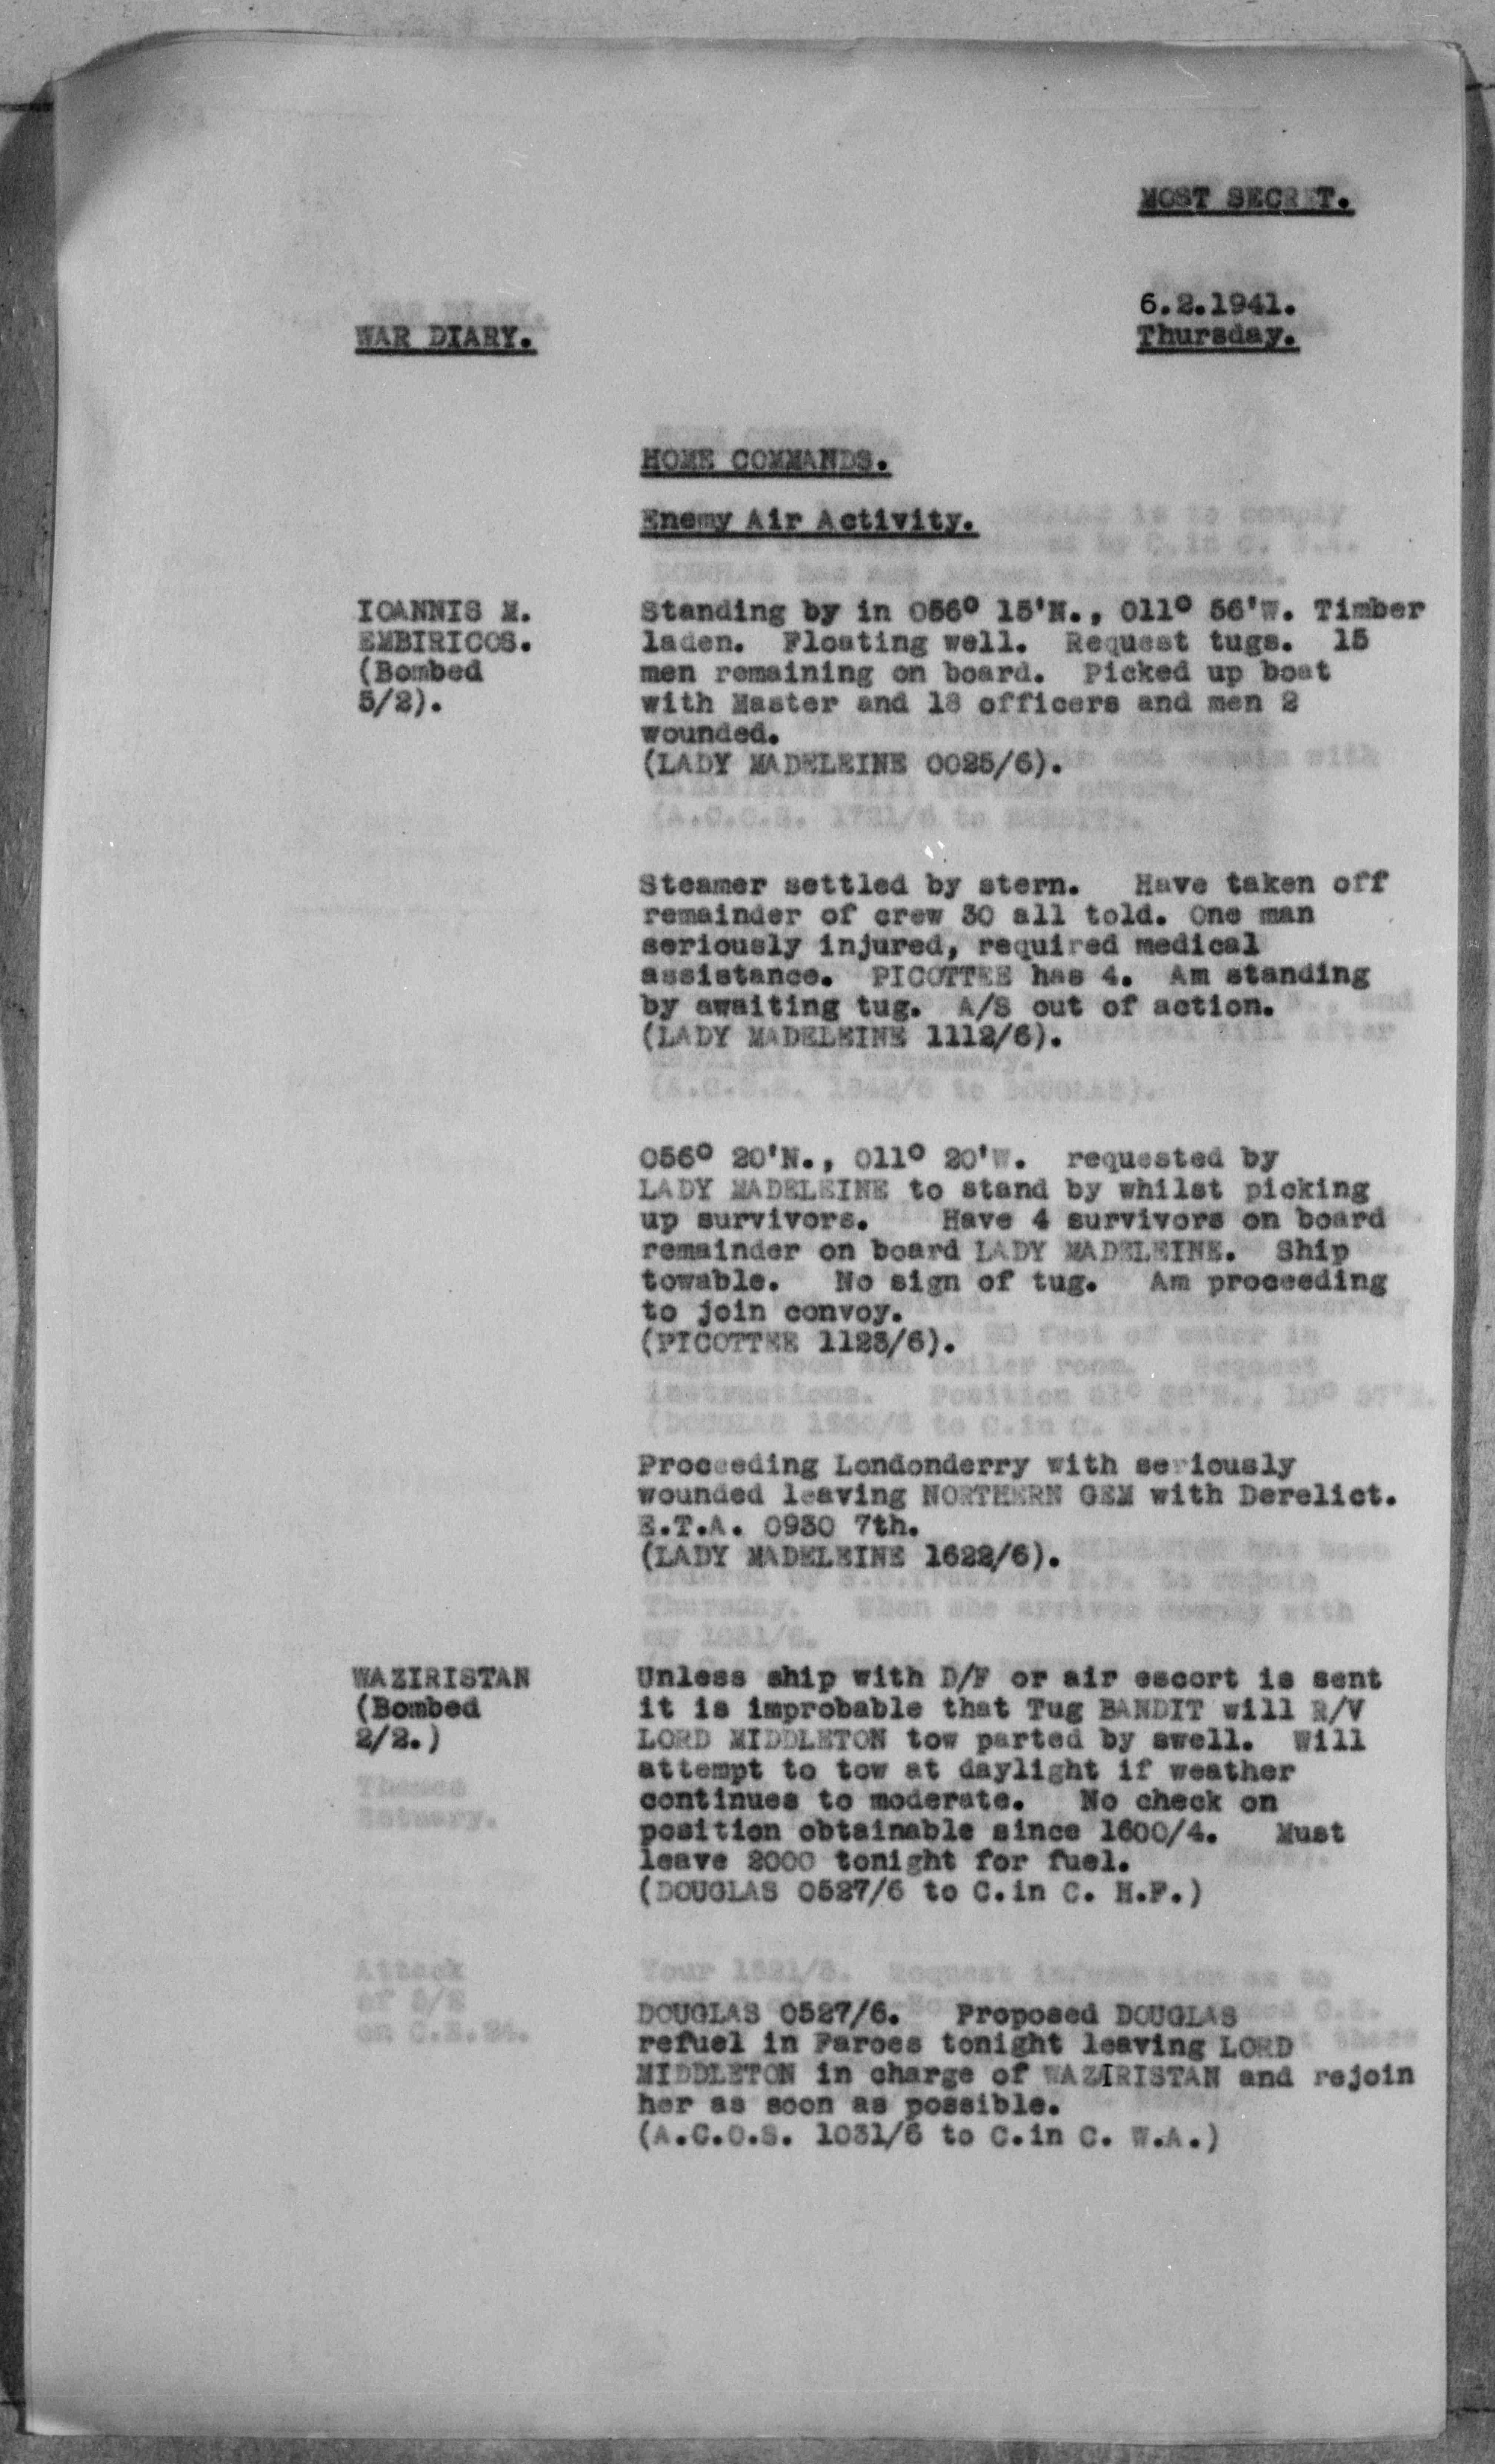 MOST SECRET.
6.2.1941.
WAR DIARY.
Thursday.
HOME COMMANDS.
Enemy Air Activity.
IOANNIS M.
EMBIRICOS.
(Bombed
5/2).
Standing by in 056° 15'N., 011° 56'W. Timber
laden. Floating well. Request tugs. 15
men remaining on board. Picked up boat
with Master and 18 officers and men 2
wounded.
(LADY MADELEINE 0025/6).
Steamer settled by stern. Have taken off
remainder of crew 30 all told. One man
seriously injured, required medical
assistance. PICOTTEE has 4. Am standing
by awaiting tug. A/S out of action.
(LADY MADELEINE 1112/6).
056° 20'N., 011° 20'W. requested by
LADY MADELEINE to stand by whilst picking
up survivors. Have 4 survivors on board
remainder on board LADY MADELEINE. Ship
towable. No sign of tug. Am proceeding
to join convoy.
(PICOTTEE 1123/6).
Proceeding Londonderry with seriously
wounded leaving NORTHERN GEM with Derelict.
E.T.A. 0930 7th.
(LADY MADELEINE 1622/6).
WAZIRISTAN
(Bombed
2/2.)
Unless ship with D/F or air escort is sent
it is improbable that Tug BANDIT will R/V
LORD MIDDLETON tow parted by swell. Will
attempt to tow at daylight if weather
continues to moderate. No check on
position obtainable since 1600/4. Must
leave 2000 tonight for fuel.
(DOUGLAS 0527/6 to C.in C. H.F.)
DOUGLAS 0527/6. Proposed DOUGLAS
refuel in Faroes tonight leaving LORD
MIDDLETON in charge of WAZIRISTAN and rejoin
her as soon as possible.
(A.C.O.S. 1031/6 to C.in C. W.A.)